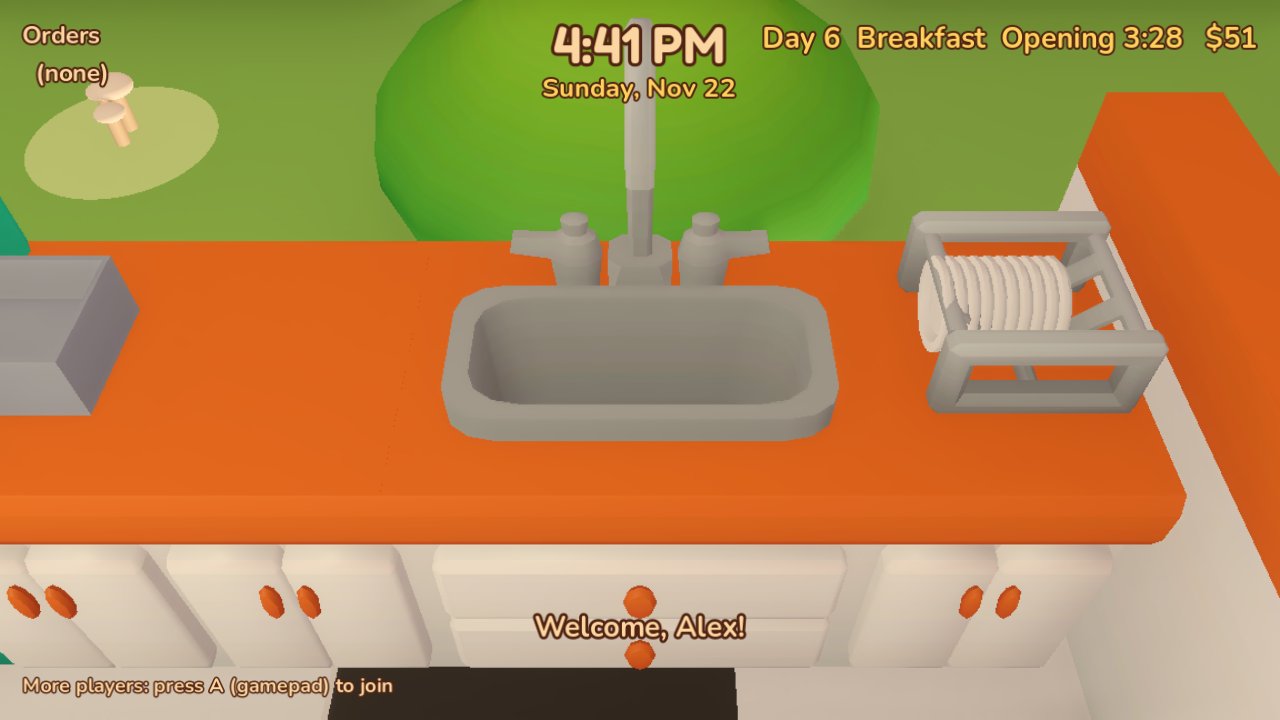 Orders
(none)
4:41 PM
Sunday, Nov 22
Day 6 Breakfast Opening 3:28 $51
Welcome, Alex!
More players: press A (gamepad) to join